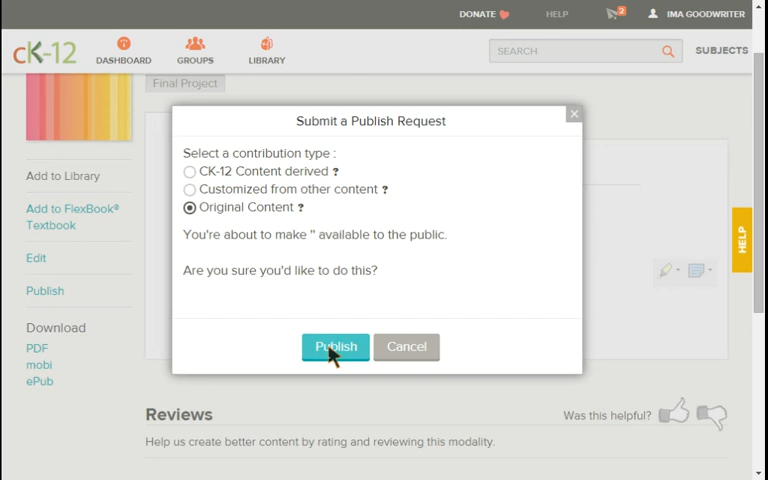 DONATE HELP 2 IMA GOODWRITER
cK-12 DASHBOARD GROUPS LIBRARY SEARCH SUBJECTS
Final Project
Submit a Publish Request
Select a contribution type :
CK-12 Content derived ?
Customized from other content ?
Original Content ?
You're about to make '' available to the public.
Are you sure you'd like to do this?
Publish Cancel
Add to Library
Add to FlexBook®
Textbook
Edit
Publish
Download
PDF
mobi
ePub
HELP
Reviews
Was this helpful?
Help us create better content by rating and reviewing this modality.